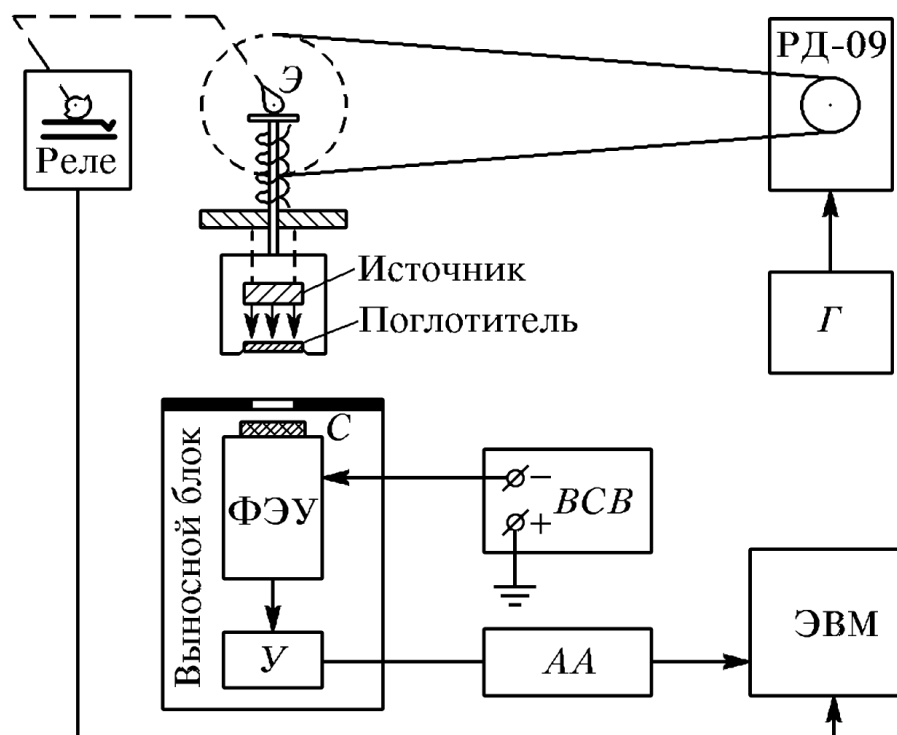 РД-09
Э
Реле
Источник
Поглотитель
Г
Выносной блок
С
ФЭУ
−
+
ВСВ
У
АА
ЭВМ